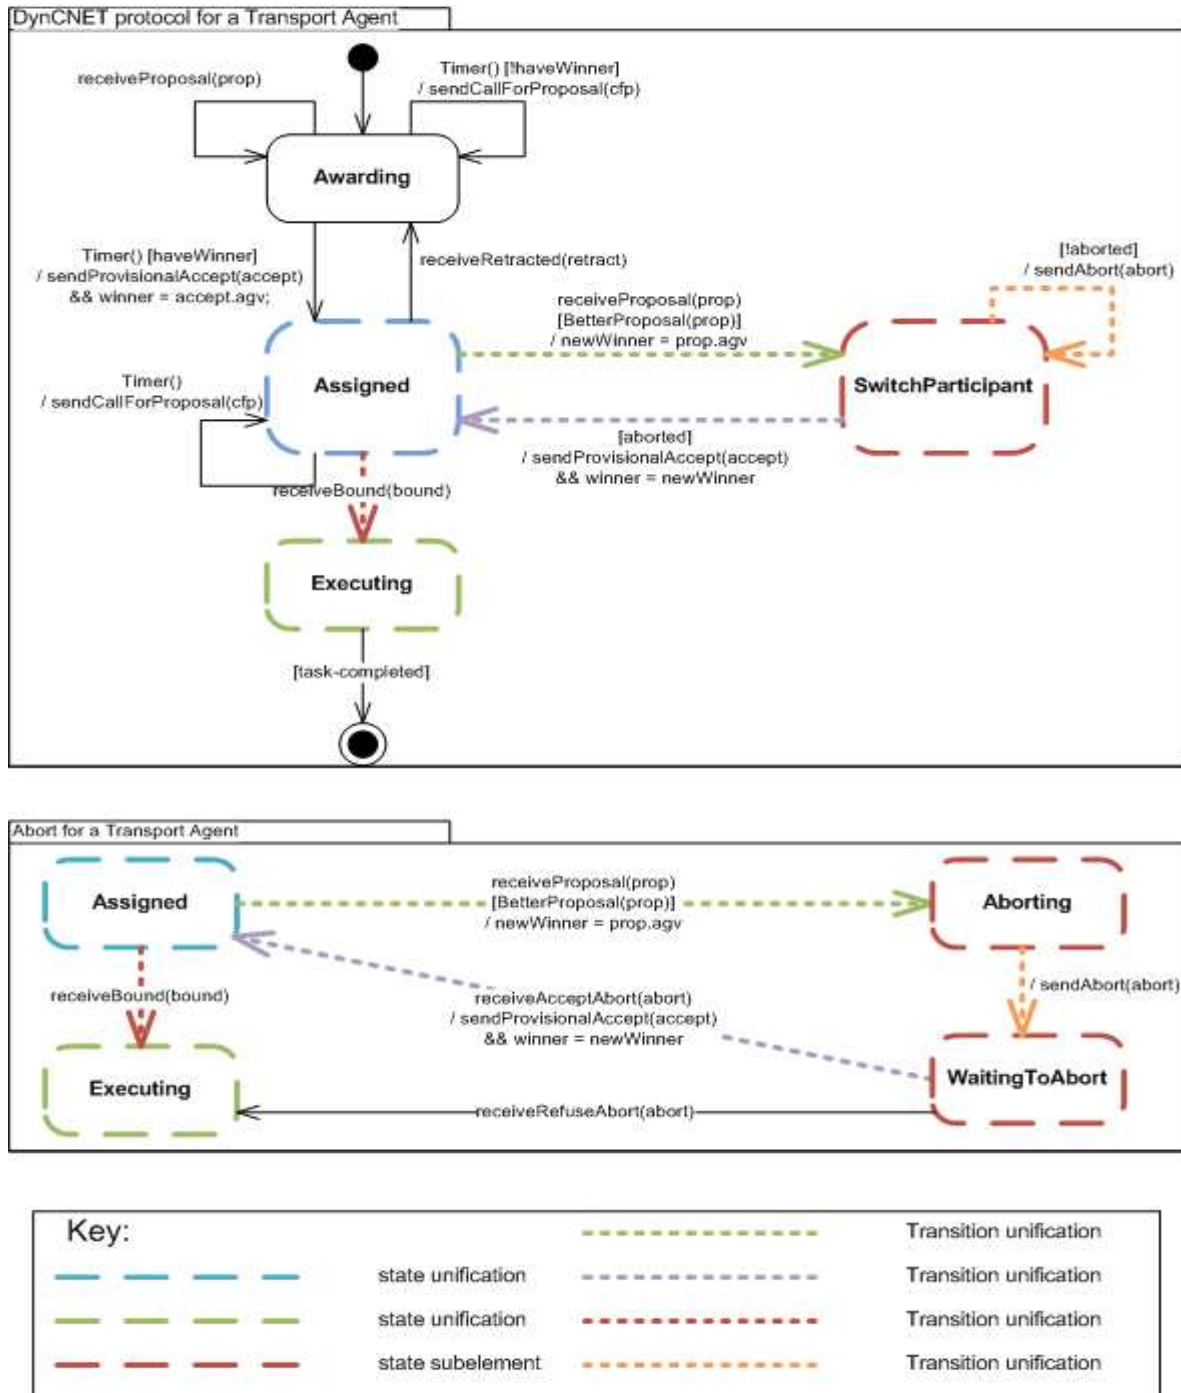 DynCNET protocol for a Transport Agent
receiveProposal(prop)
Timer() [!haveWinner]
/ sendCallForProposal(cfp)
Awarding
Timer() [haveWinner]
/ sendProvisionalAccept(accept)
&& winner = accept.agv;
receiveRetracted(retract)
[!aborted]
/ sendAbort(abort)
receiveProposal(prop)
[BetterProposal(prop)]
/ newWinner = prop.agv
Timer()
/ sendCallForProposal(cfp)
Assigned
SwitchParticipant
[aborted]
/ sendProvisionalAccept(accept)
&& winner = newWinner
receiveBound(bound)
Executing
[task-completed]
Abort for a Transport Agent
Assigned
receiveProposal(prop)
[BetterProposal(prop)]
/ newWinner = prop.agv
Aborting
receiveBound(bound)
receiveAcceptAbort(abort)
/ sendProvisionalAccept(accept)
&& winner = newWinner
/ sendAbort(abort)
Executing
WaitingToAbort
receiveRefuseAbort(abort)
Key:
Transition unification
state unification
Transition unification
state unification
Transition unification
state subelement
Transition unification